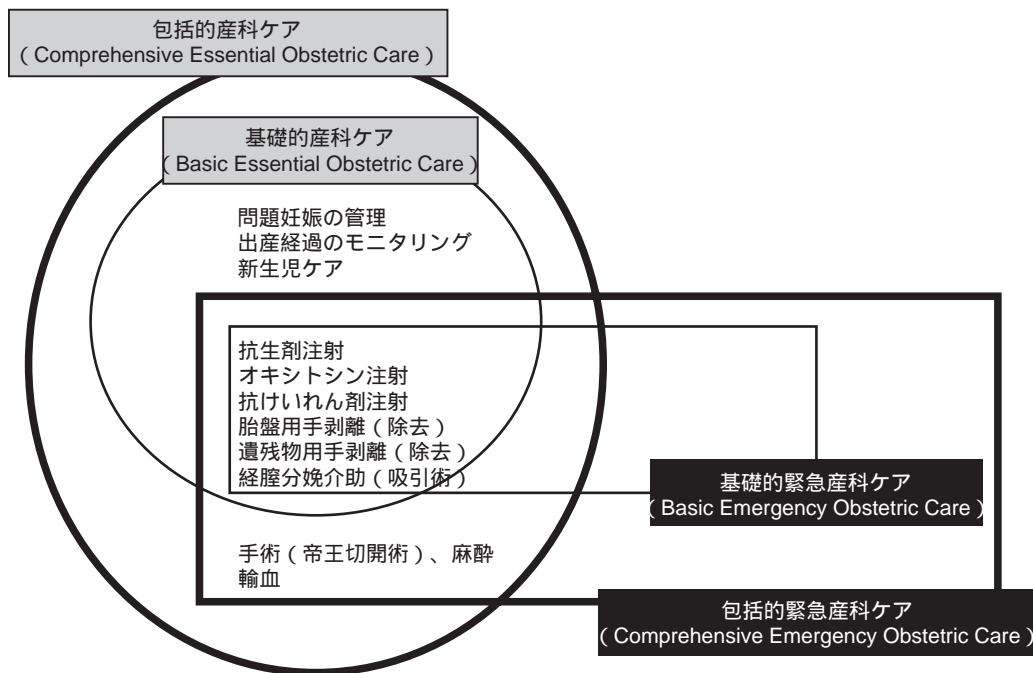 包括的産科ケア
（Comprehensive Essential Obstetric Care）
基礎的産科ケア
（Basic Essential Obstetric Care）
問題妊娠の管理
出産経過のモニタリング
新生児ケア
抗生剤注射
オキシトシン注射
抗けいれん剤注射
胎盤用手剥離（除去）
遺残物用手剥離（除去）
経膣分娩介助（吸引術）
基礎的緊急産科ケア
（Basic Emergency Obstetric Care）
手術（帝王切開術）、麻酔
輸血
包括的緊急産科ケア
（Comprehensive Emergency Obstetric Care）